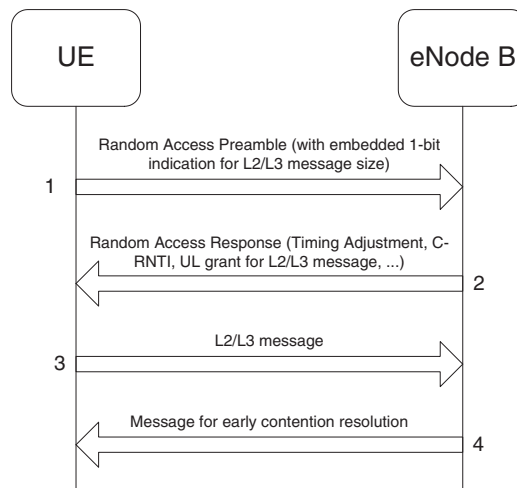 UE
eNode B
Random Access Preamble (with embedded 1-bit
indication for L2/L3 message size)
1
Random Access Response (Timing Adjustment, C-
RNTI, UL grant for L2/L3 message, ...)
2
L2/L3 message
3
Message for early contention resolution
4